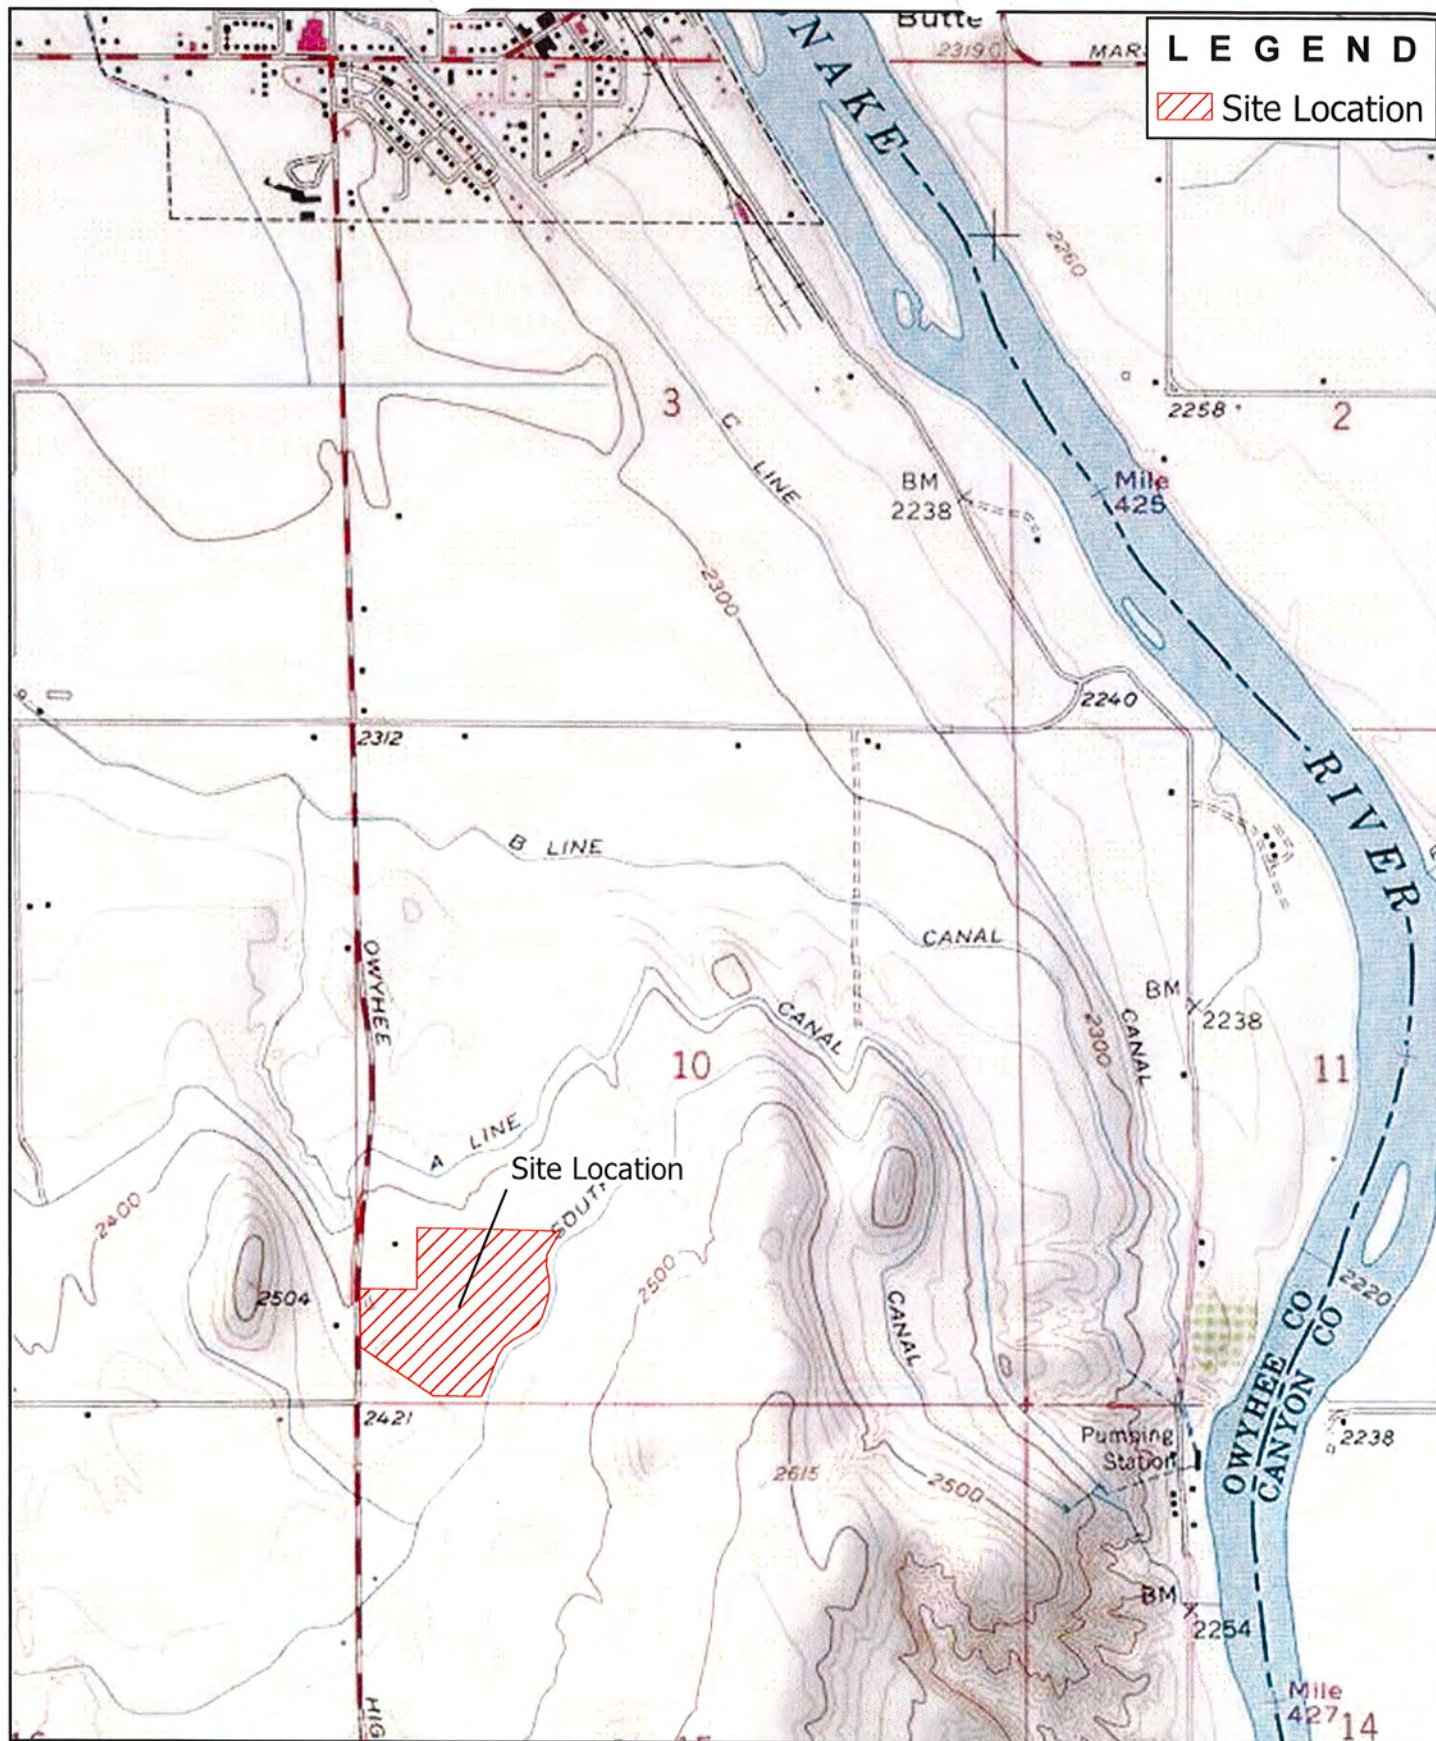 Butte
2319
LEGEND
Site Location
NAKE
2260
3
2258
2
C LINE
BM
2238
Mile
425
2300
2240
2312
RIVER
B LINE
CANAL
OWYHEE
CANAL
BM
2238
2300
CANAL
10
11
A LINE
Site Location
2400
2504
2500
CANAL
2220
OWYHEE CO
CANYON CO
2421
2238
Pumping
Station
2615
2500
BM
2254
HIG
Mile
427
14